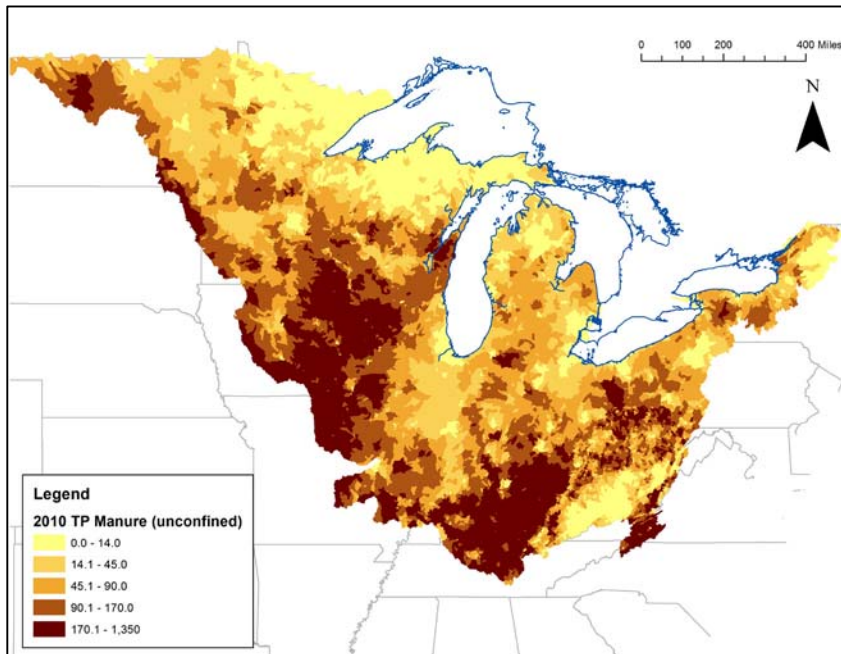 0 100 200 400 Miles
N
Legend
2010 TP Manure (unconfined)
0.0 - 14.0
14.1 - 45.0
45.1 - 90.0
90.1 - 170.0
170.1 - 1,350